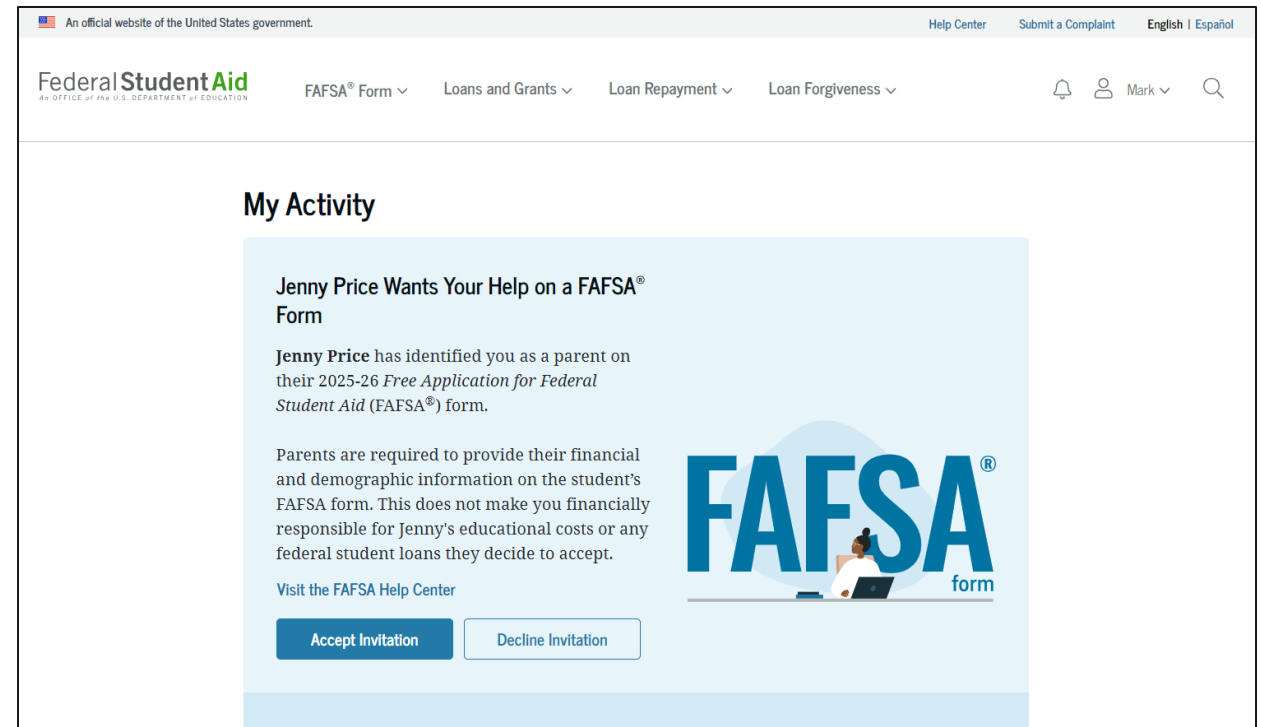 An official website of the United States government.
Help Center Submit a Complaint English | Español
Federal Student Aid
An OFFICE of the U.S. DEPARTMENT of EDUCATION
FAFSA® Form Loans and Grants Loan Repayment Loan Forgiveness Mark
My Activity
Jenny Price Wants Your Help on a FAFSA®
Form
Jenny Price has identified you as a parent on
their 2025-26 Free Application for Federal
Student Aid (FAFSA®) form.
Parents are required to provide their financial
and demographic information on the student’s
FAFSA form. This does not make you financially
responsible for Jenny's educational costs or any
federal student loans they decide to accept.
Visit the FAFSA Help Center
Accept Invitation Decline Invitation
FAFSA®
form